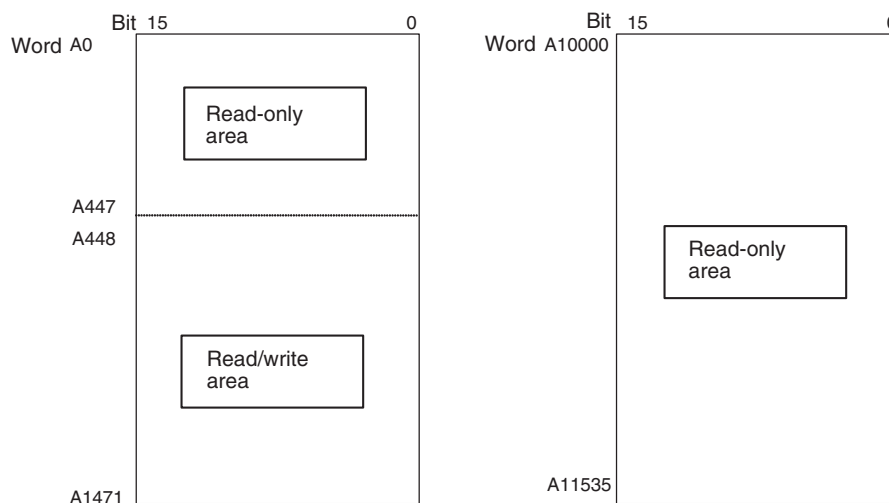 Bit 15 0
Word A0
Read-only
area
A447
A448
Read/write
area
A1471
Bit 15
Word A10000
Read-only
area
A11535